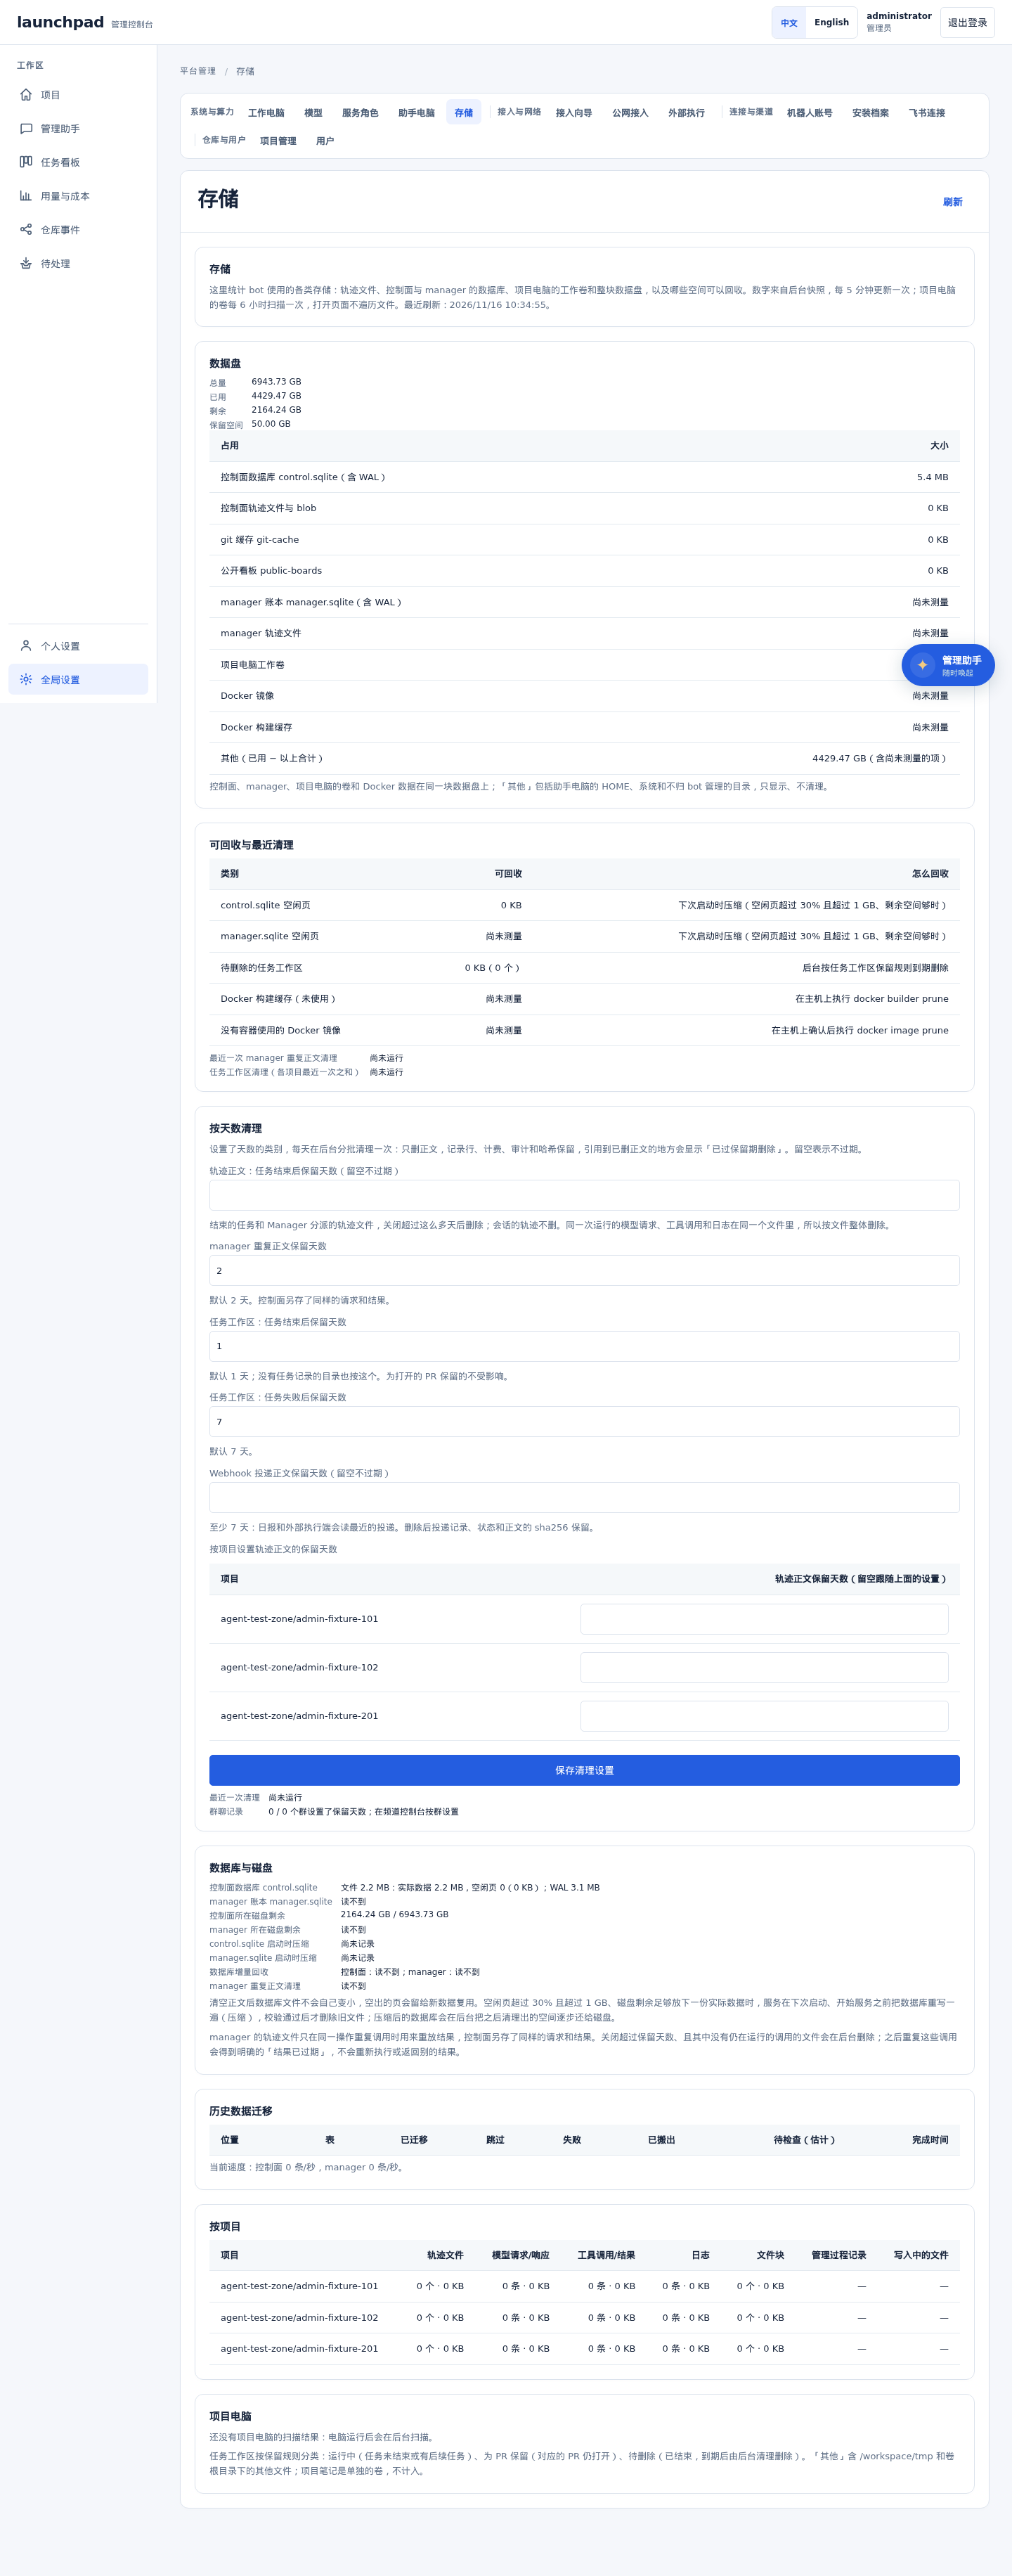 launchpad 管理控制台
中文 English
administrator
管理员
退出登录
工作区
项目
管理助手
任务看板
用量与成本
仓库事件
待处理
个人设置
全局设置
平台管理 / 存储
系统与算力 工作电脑 模型 服务角色 助手电脑 存储 接入与网络 接入向导 公网接入 外部执行 连接与渠道 机器人账号 安装档案 飞书连接
仓库与用户 项目管理 用户
存储
刷新
存储
这里统计 bot 使用的各类存储：轨迹文件、控制面与 manager 的数据库、项目电脑的工作卷和整块数据盘，以及哪些空间可以回收。数字来自后台快照，每 5 分钟更新一次；项目电脑
的卷每 6 小时扫描一次，打开页面不遍历文件。最近刷新：2026/11/16 10:34:55。
数据盘
总量 6943.73 GB
已用 4429.47 GB
剩余 2164.24 GB
保留空间 50.00 GB
占用 大小
控制面数据库 control.sqlite（含 WAL） 5.4 MB
控制面轨迹文件与 blob 0 KB
git 缓存 git-cache 0 KB
公开看板 public-boards 0 KB
manager 账本 manager.sqlite（含 WAL） 尚未测量
manager 轨迹文件 尚未测量
项目电脑工作卷
管理助手
随时唤起
Docker 镜像 尚未测量
Docker 构建缓存 尚未测量
其他（已用 − 以上合计） 4429.47 GB（含尚未测量的项）
控制面、manager、项目电脑的卷和 Docker 数据在同一块数据盘上；「其他」包括助手电脑的 HOME、系统和不归 bot 管理的目录，只显示、不清理。
可回收与最近清理
类别 可回收 怎么回收
control.sqlite 空闲页 0 KB 下次启动时压缩（空闲页超过 30% 且超过 1 GB、剩余空间够时）
manager.sqlite 空闲页 尚未测量 下次启动时压缩（空闲页超过 30% 且超过 1 GB、剩余空间够时）
待删除的任务工作区 0 KB（0 个） 后台按任务工作区保留规则到期删除
Docker 构建缓存（未使用） 尚未测量 在主机上执行 docker builder prune
没有容器使用的 Docker 镜像 尚未测量 在主机上确认后执行 docker image prune
最近一次 manager 重复正文清理 尚未运行
任务工作区清理（各项目最近一次之和） 尚未运行
按天数清理
设置了天数的类别，每天在后台分批清理一次：只删正文，记录行、计费、审计和哈希保留，引用到已删正文的地方会显示「已过保留期删除」。留空表示不过期。
轨迹正文：任务结束后保留天数（留空不过期）
结束的任务和 Manager 分派的轨迹文件，关闭超过这么多天后删除；会话的轨迹不删。同一次运行的模型请求、工具调用和日志在同一个文件里，所以按文件整体删除。
manager 重复正文保留天数
2
默认 2 天。控制面另存了同样的请求和结果。
任务工作区：任务结束后保留天数
1
默认 1 天；没有任务记录的目录也按这个。为打开的 PR 保留的不受影响。
任务工作区：任务失败后保留天数
7
默认 7 天。
Webhook 投递正文保留天数（留空不过期）
至少 7 天：日报和外部执行端会读最近的投递。删除后投递记录、状态和正文的 sha256 保留。
按项目设置轨迹正文的保留天数
项目 轨迹正文保留天数（留空跟随上面的设置）
agent-test-zone/admin-fixture-101
agent-test-zone/admin-fixture-102
agent-test-zone/admin-fixture-201
保存清理设置
最近一次清理 尚未运行
群聊记录 0 / 0 个群设置了保留天数；在频道控制台按群设置
数据库与磁盘
控制面数据库 control.sqlite 文件 2.2 MB：实际数据 2.2 MB，空闲页 0（0 KB）；WAL 3.1 MB
manager 账本 manager.sqlite 读不到
控制面所在磁盘剩余 2164.24 GB / 6943.73 GB
manager 所在磁盘剩余 读不到
control.sqlite 启动时压缩 尚未记录
manager.sqlite 启动时压缩 尚未记录
数据库增量回收 控制面：读不到；manager：读不到
manager 重复正文清理 读不到
清空正文后数据库文件不会自己变小，空出的页会留给新数据复用。空闲页超过 30% 且超过 1 GB、磁盘剩余足够放下一份实际数据时，服务在下次启动、开始服务之前把数据库重写一
遍（压缩），校验通过后才删除旧文件；压缩后的数据库会在后台把之后清理出的空间逐步还给磁盘。
manager 的轨迹文件只在同一操作重复调用时用来重放结果，控制面另存了同样的请求和结果。关闭超过保留天数、且其中没有仍在运行的调用的文件会在后台删除；之后重复这些调用
会得到明确的「结果已过期」，不会重新执行或返回别的结果。
历史数据迁移
位置 表 已迁移 跳过 失败 已搬出 待检查（估计） 完成时间
当前速度：控制面 0 条/秒，manager 0 条/秒。
按项目
项目 轨迹文件 模型请求/响应 工具调用/结果 日志 文件块 管理过程记录 写入中的文件
agent-test-zone/admin-fixture-101 0 个 · 0 KB 0 条 · 0 KB 0 条 · 0 KB 0 条 · 0 KB 0 个 · 0 KB — —
agent-test-zone/admin-fixture-102 0 个 · 0 KB 0 条 · 0 KB 0 条 · 0 KB 0 条 · 0 KB 0 个 · 0 KB — —
agent-test-zone/admin-fixture-201 0 个 · 0 KB 0 条 · 0 KB 0 条 · 0 KB 0 条 · 0 KB 0 个 · 0 KB — —
项目电脑
还没有项目电脑的扫描结果：电脑运行后会在后台扫描。
任务工作区按保留规则分类：运行中（任务未结束或有后续任务）、为 PR 保留（对应的 PR 仍打开）、待删除（已结束，到期后由后台清理删除）。「其他」含 /workspace/tmp 和卷
根目录下的其他文件；项目笔记是单独的卷，不计入。